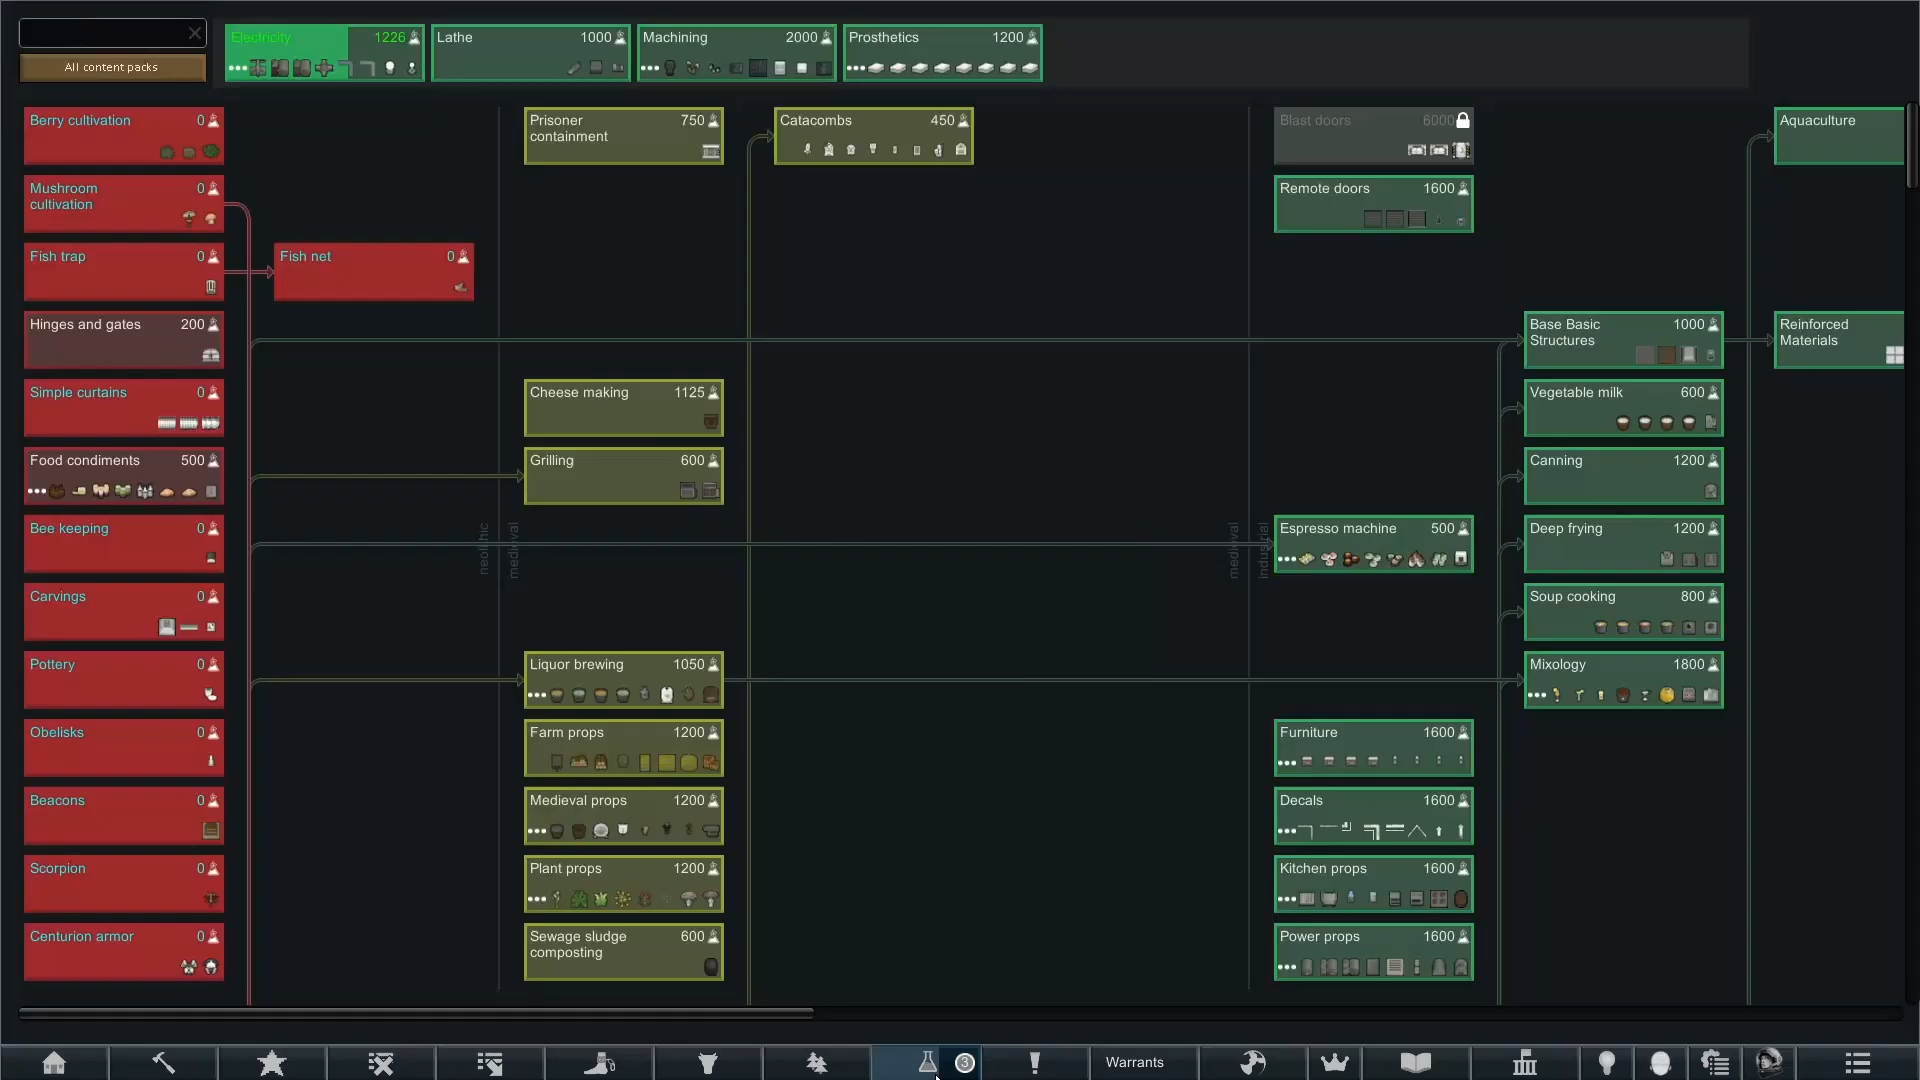 Electricity 1226
Lathe 1000
Machining 2000
Prosthetics 1200
All content packs
Berry cultivation 0
Prisoner containment 750
Catacombs 450
Blast doors 6000
Aquaculture
Mushroom cultivation 0
Remote doors 1600
Fish trap 0
Fish net 0
Hinges and gates 200
Base Basic Structures 1000
Reinforced Materials
Simple curtains 0
Cheese making 1125
Vegetable milk 600
Food condiments 500
Grilling 600
Canning 1200
Bee keeping 0
neolithic
medieval
medieval
industrial
Espresso machine 500
Deep frying 1200
Carvings 0
Soup cooking 800
Pottery 0
Liquor brewing 1050
Mixology 1800
Obelisks 0
Farm props 1200
Furniture 1600
Beacons 0
Medieval props 1200
Decals 1600
Scorpion 0
Plant props 1200
Kitchen props 1600
Centurion armor 0
Sewage sludge composting 600
Power props 1600
3
Warrants